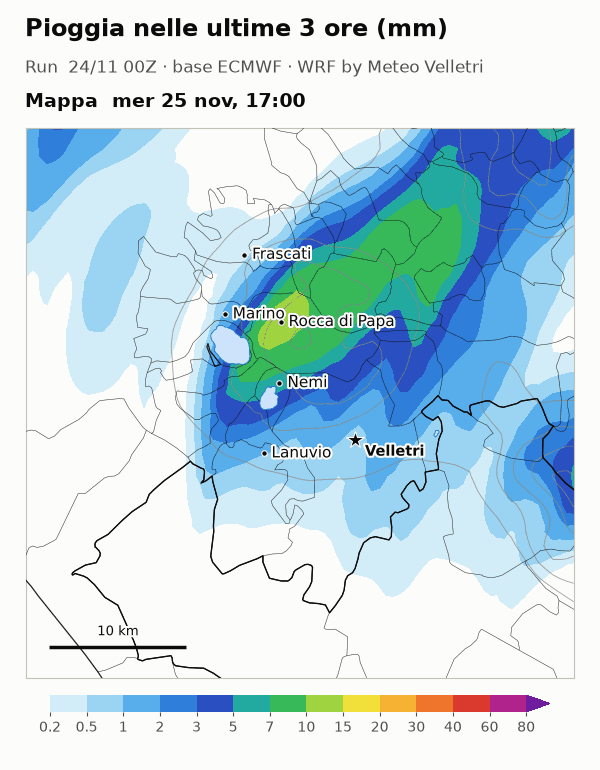 Pioggia nelle ultime 3 ore (mm)
Run  24/11 00Z · base ECMWF · WRF by Meteo Velletri
Mappa  mer 25 nov, 17:00
Frascati
Marino
Rocca di Papa
Nemi
Velletri
Lanuvio
10 km
0.2 0.5 1 2 3 5 7 10 15 20 30 40 60 80